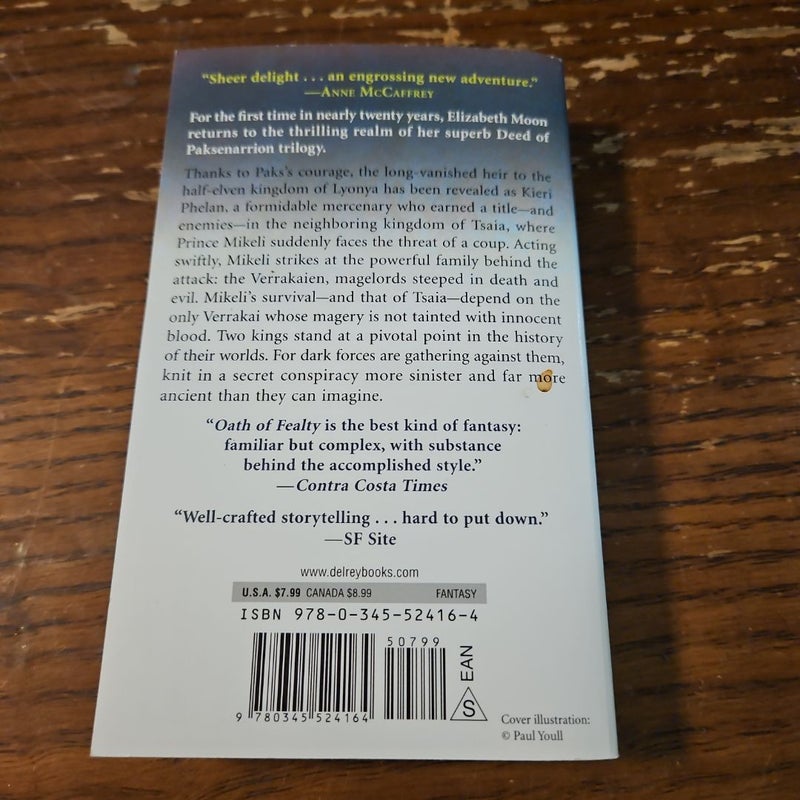 “Sheer delight . . . an engrossing new adventure.”
—Anne McCaffrey
For the first time in nearly twenty years, Elizabeth Moon
returns to the thrilling realm of her superb Deed of
Paksenarrion trilogy.
Thanks to Paks’s courage, the long-vanished heir to the
half-elven kingdom of Lyonya has been revealed as Kieri
Phelan, a formidable mercenary who earned a title—and
enemies—in the neighboring kingdom of Tsaia, where
Prince Mikeli suddenly faces the threat of a coup. Acting
swiftly, Mikeli strikes at the powerful family behind the
attack: the Verrakaien, magelords steeped in death and
evil. Mikeli’s survival—and that of Tsaia—depend on the
only Verrakai whose magery is not tainted with innocent
blood. Two kings stand at a pivotal point in the history
of their worlds. For dark forces are gathering against them,
knit in a secret conspiracy more sinister and far more
ancient than they can imagine.
“Oath of Fealty is the best kind of fantasy:
familiar but complex, with substance
behind the accomplished style.”
—Contra Costa Times
“Well-crafted storytelling . . . hard to put down.”
—SF Site
www.delreybooks.com
U.S.A. $7.99 CANADA $8.99 FANTASY
ISBN 978-0-345-52416-4
50799
9 780345 524164
EAN
S
Cover illustration:
© Paul Youll